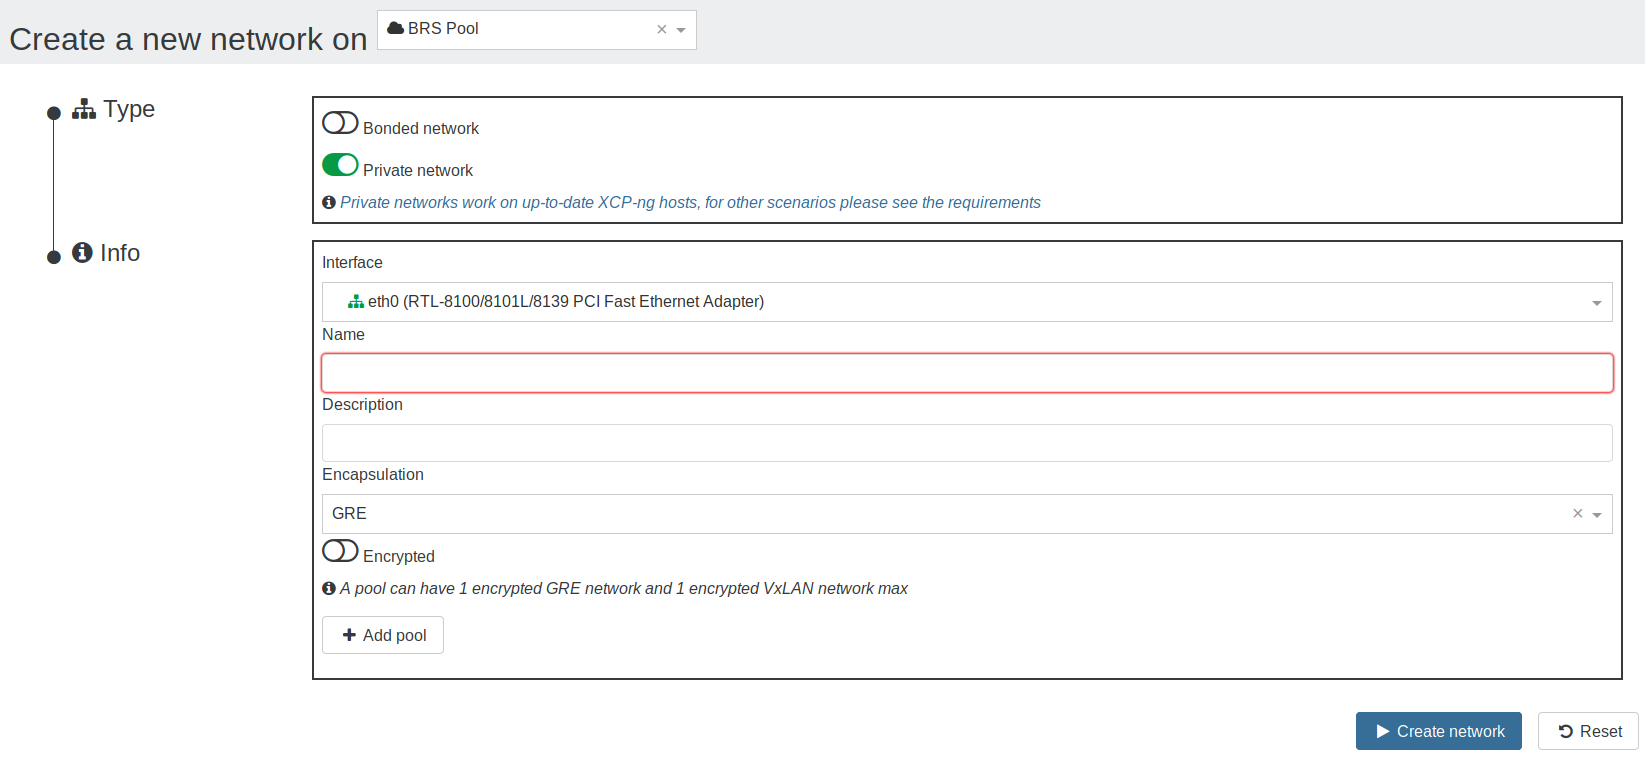 Create a new network on BRS Pool × 
Type
Bonded network
Private network
Private networks work on up-to-date XCP-ng hosts, for other scenarios please see the requirements
Info
Interface
eth0 (RTL-8100/8101L/8139 PCI Fast Ethernet Adapter)
Name
Description
Encapsulation
GRE ×
Encrypted
A pool can have 1 encrypted GRE network and 1 encrypted VxLAN network max
Add pool
Create network Reset